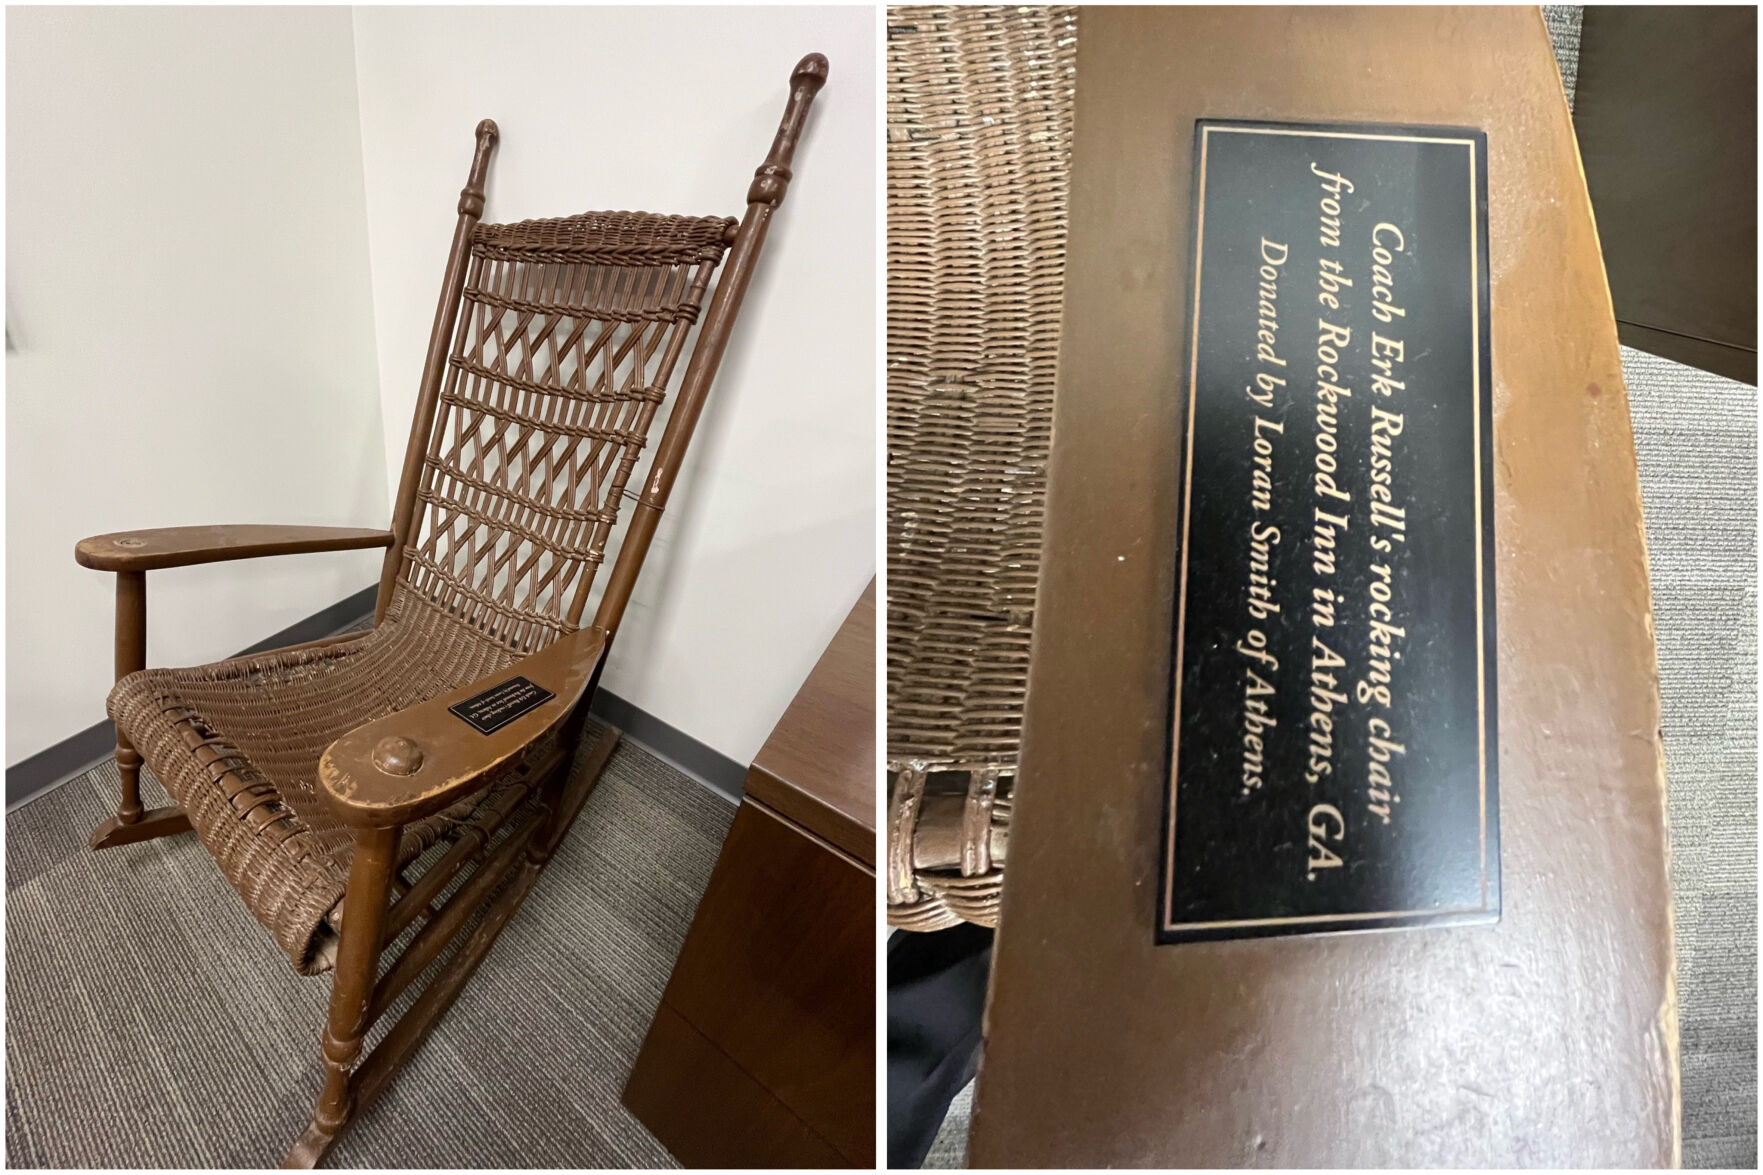 Coach Erk Russell's rocking chair
from the Rockwood Inn in Athens, GA.
Donated by Loran Smith of Athens.